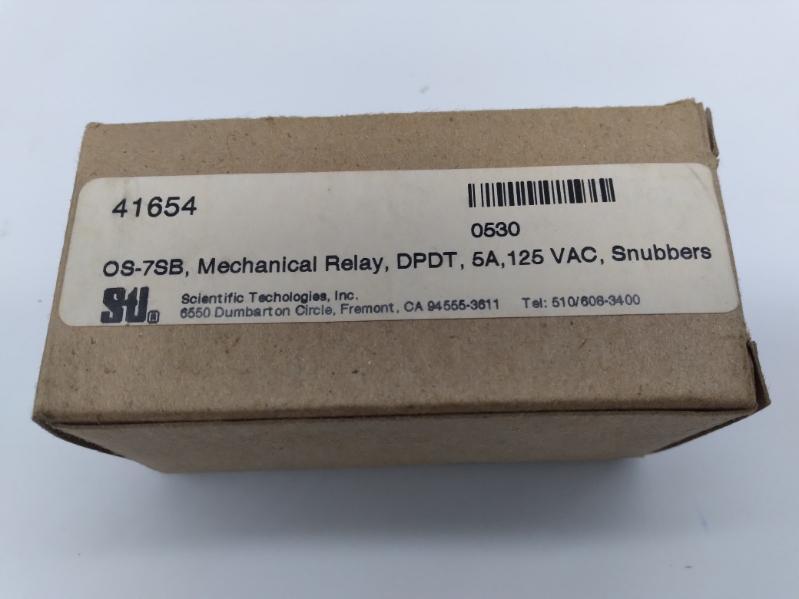 41654
0530
OS-7SB, Mechanical Relay, DPDT, 5A,125 VAC, Snubbers
Sti ®
Scientific Techologies, Inc.
6550 Dumbarton Circle, Fremont, CA 94555-3611 Tel: 510/608-3400